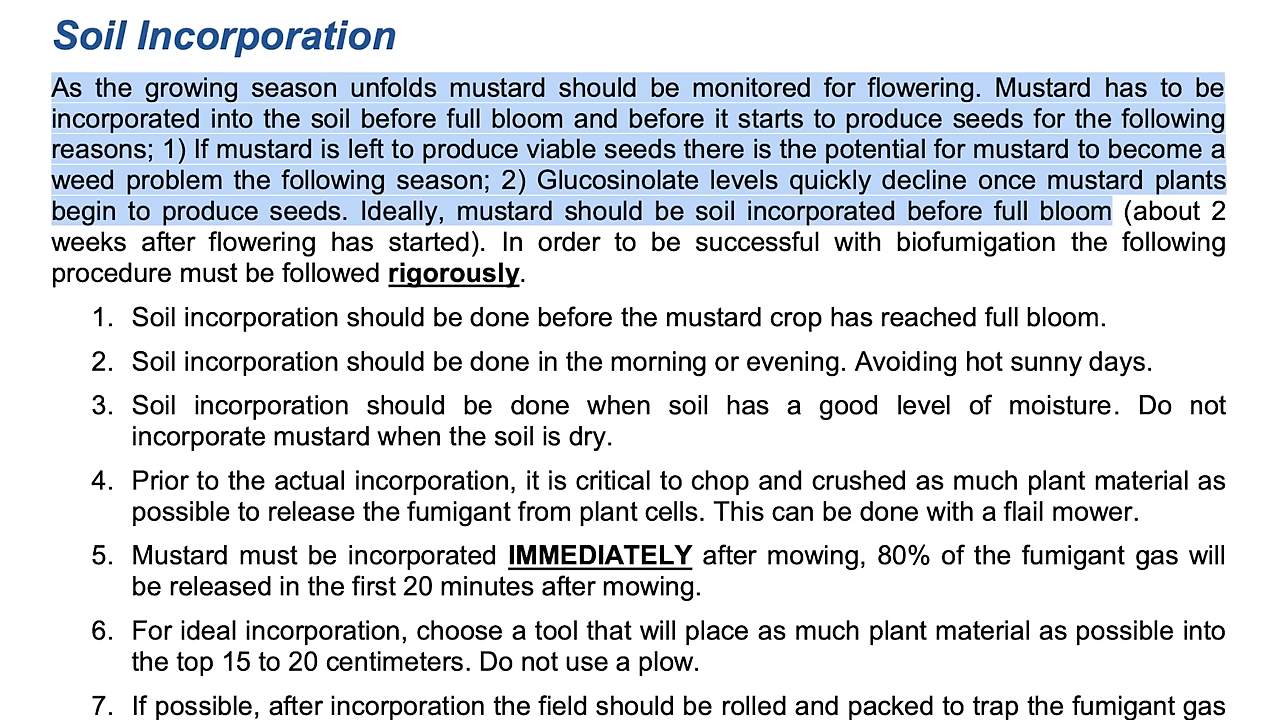 Soil Incorporation
As the growing season unfolds mustard should be monitored for flowering. Mustard has to be
incorporated into the soil before full bloom and before it starts to produce seeds for the following
reasons; 1) If mustard is left to produce viable seeds there is the potential for mustard to become a
weed problem the following season; 2) Glucosinolate levels quickly decline once mustard plants
begin to produce seeds. Ideally, mustard should be soil incorporated before full bloom (about 2
weeks after flowering has started). In order to be successful with biofumigation the following
procedure must be followed rigorously.
1. Soil incorporation should be done before the mustard crop has reached full bloom.
2. Soil incorporation should be done in the morning or evening. Avoiding hot sunny days.
3. Soil incorporation should be done when soil has a good level of moisture. Do not
incorporate mustard when the soil is dry.
4. Prior to the actual incorporation, it is critical to chop and crushed as much plant material as
possible to release the fumigant from plant cells. This can be done with a flail mower.
5. Mustard must be incorporated IMMEDIATELY after mowing, 80% of the fumigant gas will
be released in the first 20 minutes after mowing.
6. For ideal incorporation, choose a tool that will place as much plant material as possible into
the top 15 to 20 centimeters. Do not use a plow.
7. If possible, after incorporation the field should be rolled and packed to trap the fumigant gas